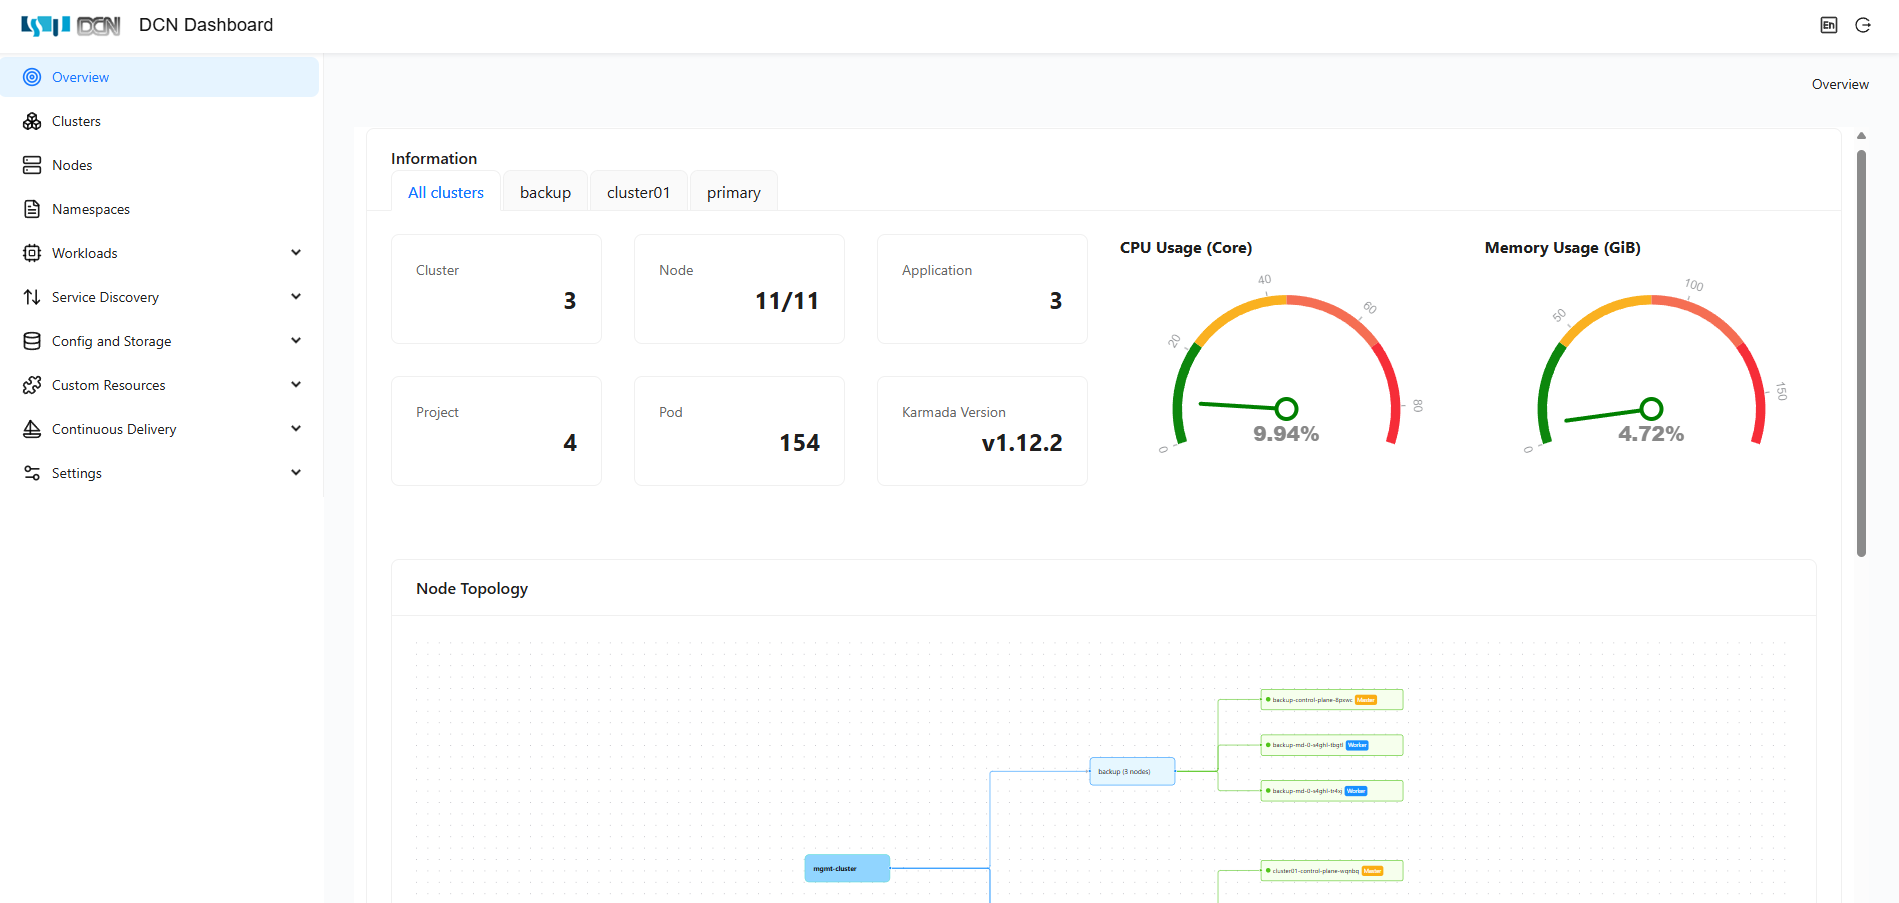 DCN
DCN Dashboard
En
Overview
Clusters
Nodes
Namespaces
Workloads
Service Discovery
Config and Storage
Custom Resources
Continuous Delivery
Settings
Overview
Information
All clusters
backup
cluster01
primary
Cluster
3
Node
11/11
Application
3
Project
4
Pod
154
Karmada Version
v1.12.2
CPU Usage (Core)
0
20
40
60
80
9.94%
Memory Usage (GiB)
0
50
100
150
4.72%
Node Topology
mgmt-cluster
backup (3 nodes)
backup-control-plane-8pxwc Master
backup-md-0-s4ghl-tbgtl Worker
backup-md-0-s4ghl-tr4xj Worker
cluster01-control-plane-wqnbq Master